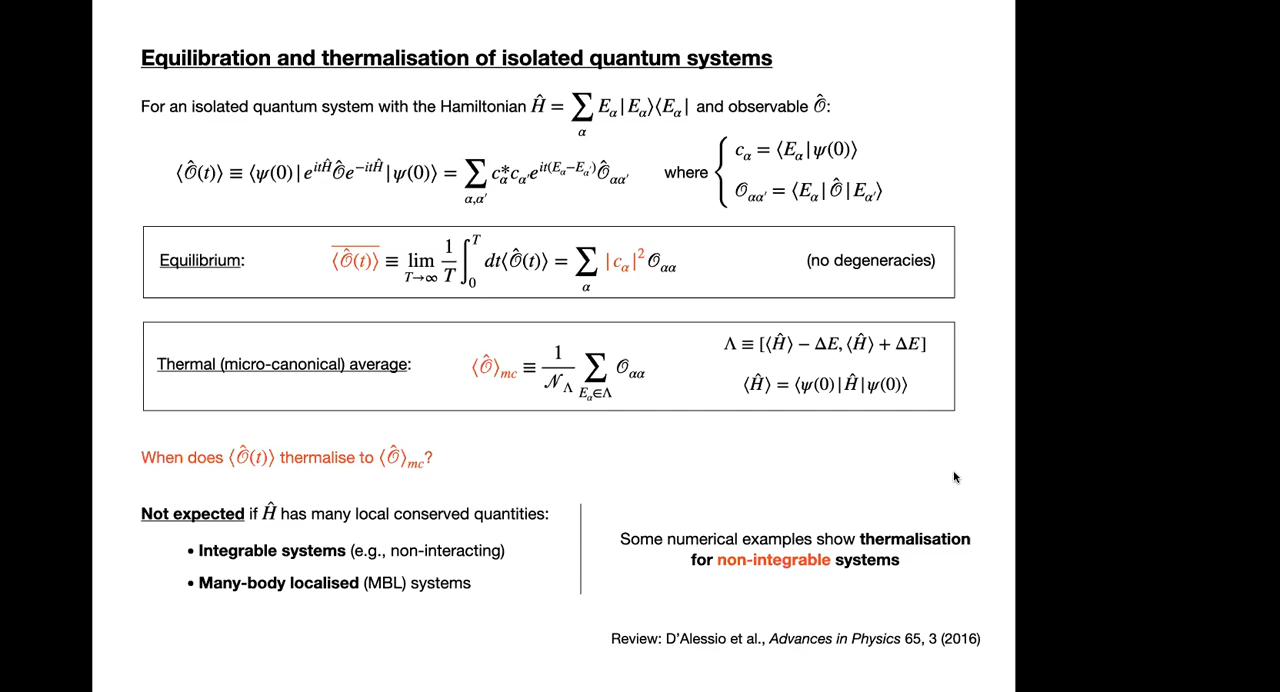 Equilibration and thermalisation of isolated quantum systems
For an isolated quantum system with the Hamiltonian Ĥ = ∑_α E_α|E_α⟩⟨E_α| and observable 𝒪̂:
⟨𝒪̂(t)⟩ ≡ ⟨ψ(0)|e^{itĤ}𝒪̂e^{-itĤ}|ψ(0)⟩ = ∑_{α,α′} c*_α c_{α′} e^{it(E_α−E_{α′})} 𝒪̂_{αα′} where { c_α = ⟨E_α|ψ(0)⟩
𝒪_{αα′} = ⟨E_α|𝒪̂|E_{α′}⟩
Equilibrium: \overline{⟨𝒪̂(t)⟩} ≡ lim_{T→∞} 1/T ∫_0^T dt⟨𝒪̂(t)⟩ = ∑_α |c_α|² 𝒪_{αα} (no degeneracies)
Thermal (micro-canonical) average: ⟨𝒪̂⟩_{mc} ≡ 1/𝒩_Λ ∑_{E_α∈Λ} 𝒪_{αα} Λ ≡ [⟨Ĥ⟩ − ΔE, ⟨Ĥ⟩ + ΔE]
⟨Ĥ⟩ = ⟨ψ(0)|Ĥ|ψ(0)⟩
When does ⟨𝒪̂(t)⟩ thermalise to ⟨𝒪̂⟩_{mc}?
Not expected if Ĥ has many local conserved quantities:
• Integrable systems (e.g., non-interacting)
• Many-body localised (MBL) systems
Some numerical examples show thermalisation
for non-integrable systems
Review: D'Alessio et al., Advances in Physics 65, 3 (2016)